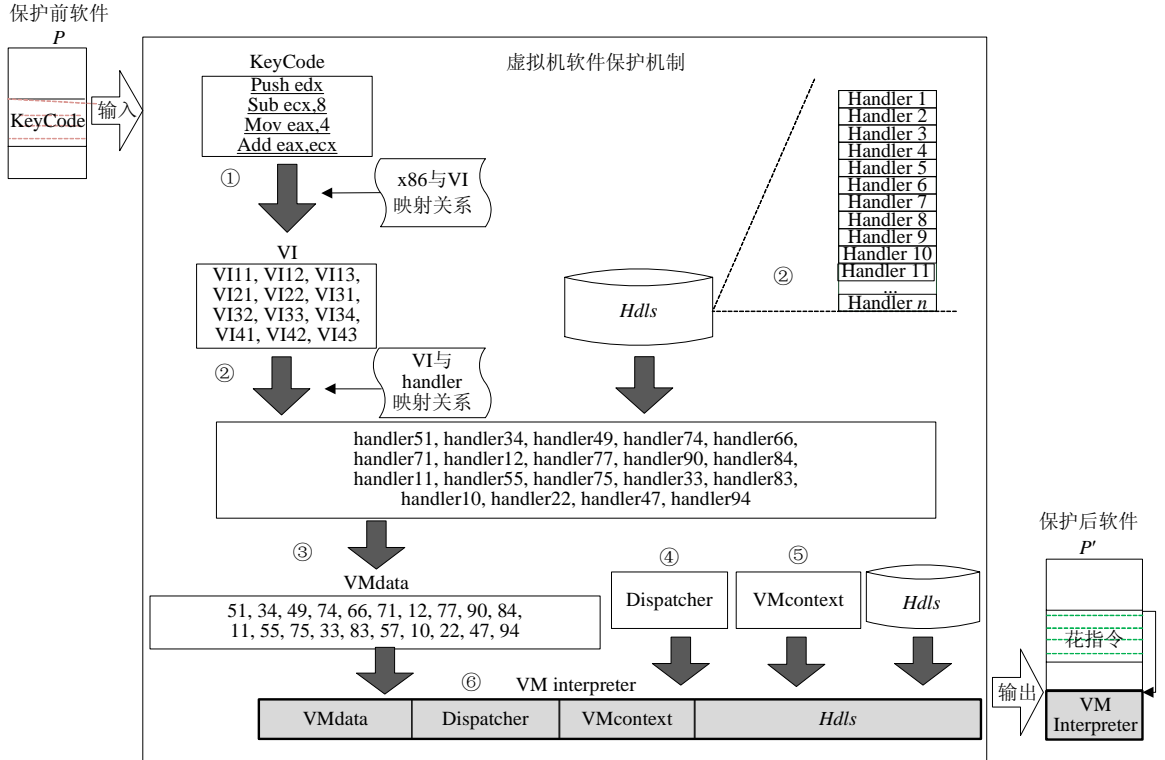 保护前软件
P
KeyCode
输入
虚拟机软件保护机制
KeyCode
Push edx
Sub ecx,8
Mov eax,4
Add eax,ecx
①
x86与VI
映射关系
VI
VI11, VI12, VI13,
VI21, VI22, VI31,
VI32, VI33, VI34,
VI41, VI42, VI43
②
VI与
handler
映射关系
Hdls
②
Handler 1
Handler 2
Handler 3
Handler 4
Handler 5
Handler 6
Handler 7
Handler 8
Handler 9
Handler 10
Handler 11
...
Handler n
handler51, handler34, handler49, handler74, handler66,
handler71, handler12, handler77, handler90, handler84,
handler11, handler55, handler75, handler33, handler83,
handler10, handler22, handler47, handler94
③
VMdata
51, 34, 49, 74, 66, 71, 12, 77, 90, 84,
11, 55, 75, 33, 83, 57, 10, 22, 47, 94
④
Dispatcher
⑤
VMcontext
Hdls
⑥
VM interpreter
VMdata
Dispatcher
VMcontext
Hdls
输出
保护后软件
P'
花指令
VM
Interpreter